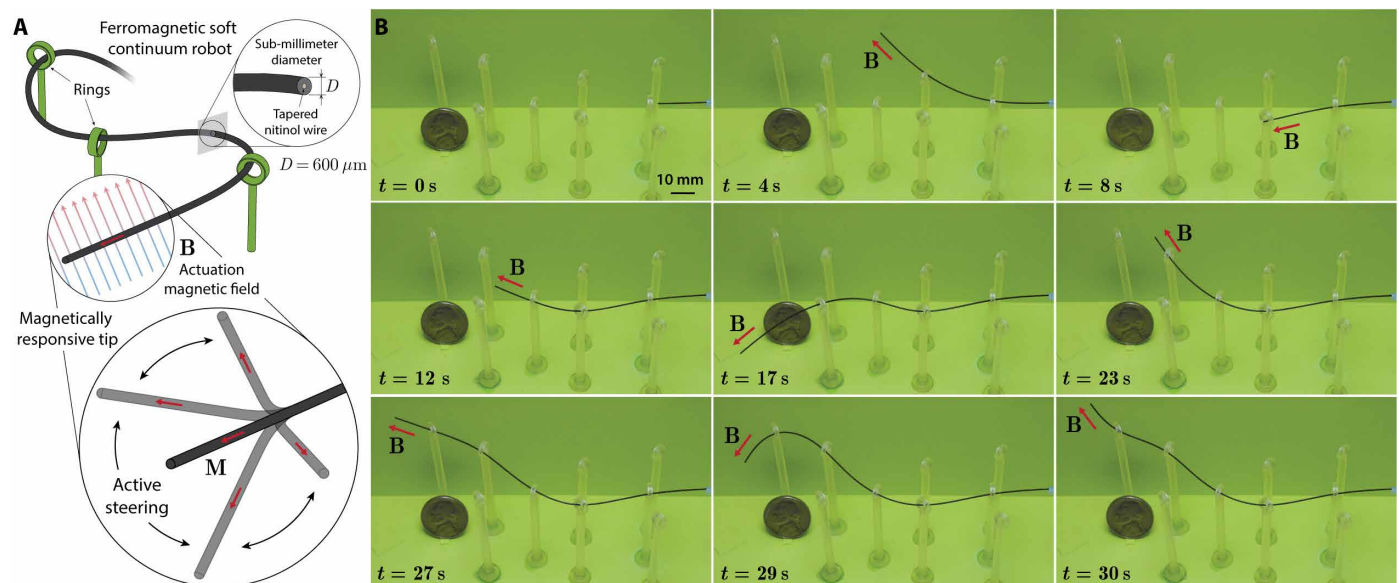 A
Ferromagnetic soft
continuum robot
Rings
Sub-millimeter
diameter
D
Tapered
nitinol wire
D = 600 μm
B
Actuation
magnetic field
Magnetically
responsive tip
Active
steering
M
B
t = 0 s
10 mm
B
t = 4 s
B
t = 8 s
B
t = 12 s
B
t = 17 s
B
t = 23 s
B
t = 27 s
B
t = 29 s
B
t = 30 s